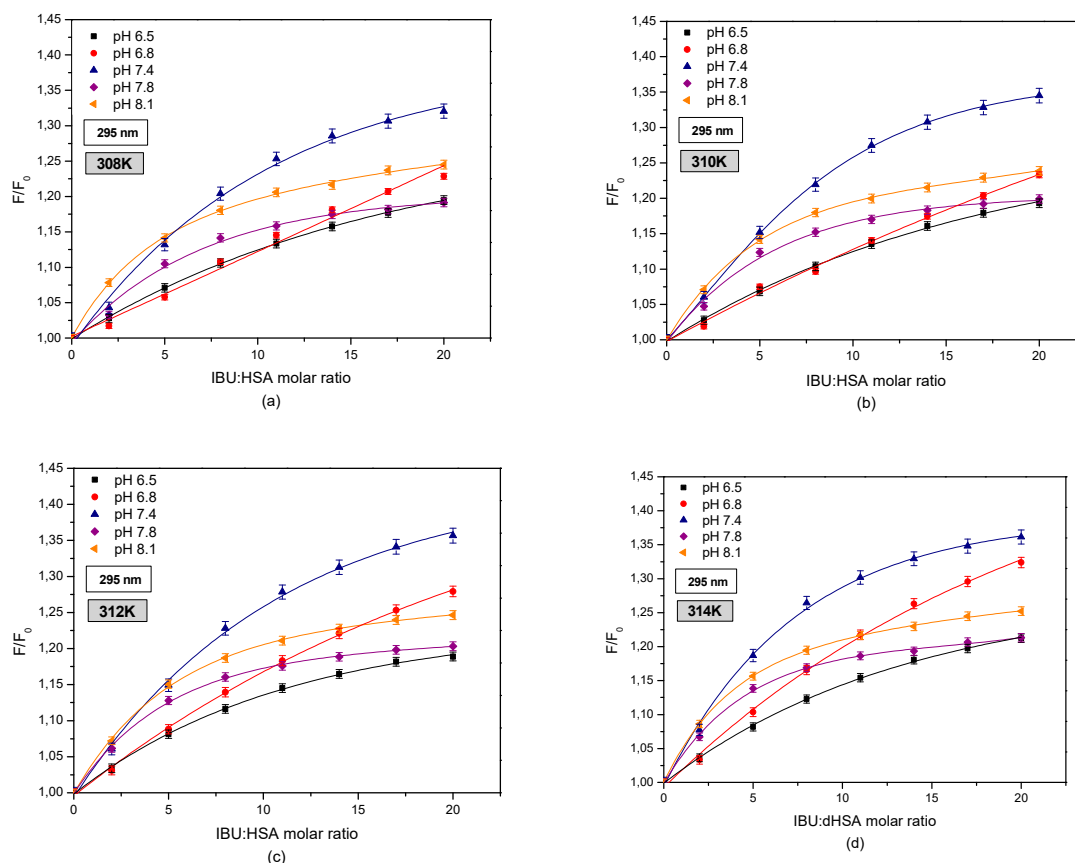 1,45
1,40
1,35
1,30
1,25
1,20
1,15
1,10
1,05
1,00
F/F₀
pH 6.5
pH 6.8
pH 7.4
pH 7.8
pH 8.1
295 nm
308K
0 5 10 15 20
IBU:HSA molar ratio
(a)
1,45
1,40
1,35
1,30
1,25
1,20
1,15
1,10
1,05
1,00
F/F₀
pH 6.5
pH 6.8
pH 7.4
pH 7.8
pH 8.1
295 nm
310K
0 5 10 15 20
IBU:HSA molar ratio
(b)
1,45
1,40
1,35
1,30
1,25
1,20
1,15
1,10
1,05
1,00
F/F₀
pH 6.5
pH 6.8
pH 7.4
pH 7.8
pH 8.1
295 nm
312K
0 5 10 15 20
IBU:HSA molar ratio
(c)
1,45
1,40
1,35
1,30
1,25
1,20
1,15
1,10
1,05
1,00
F/F₀
pH 6.5
pH 6.8
pH 7.4
pH 7.8
pH 8.1
295 nm
314K
0 5 10 15 20
IBU:dHSA molar ratio
(d)